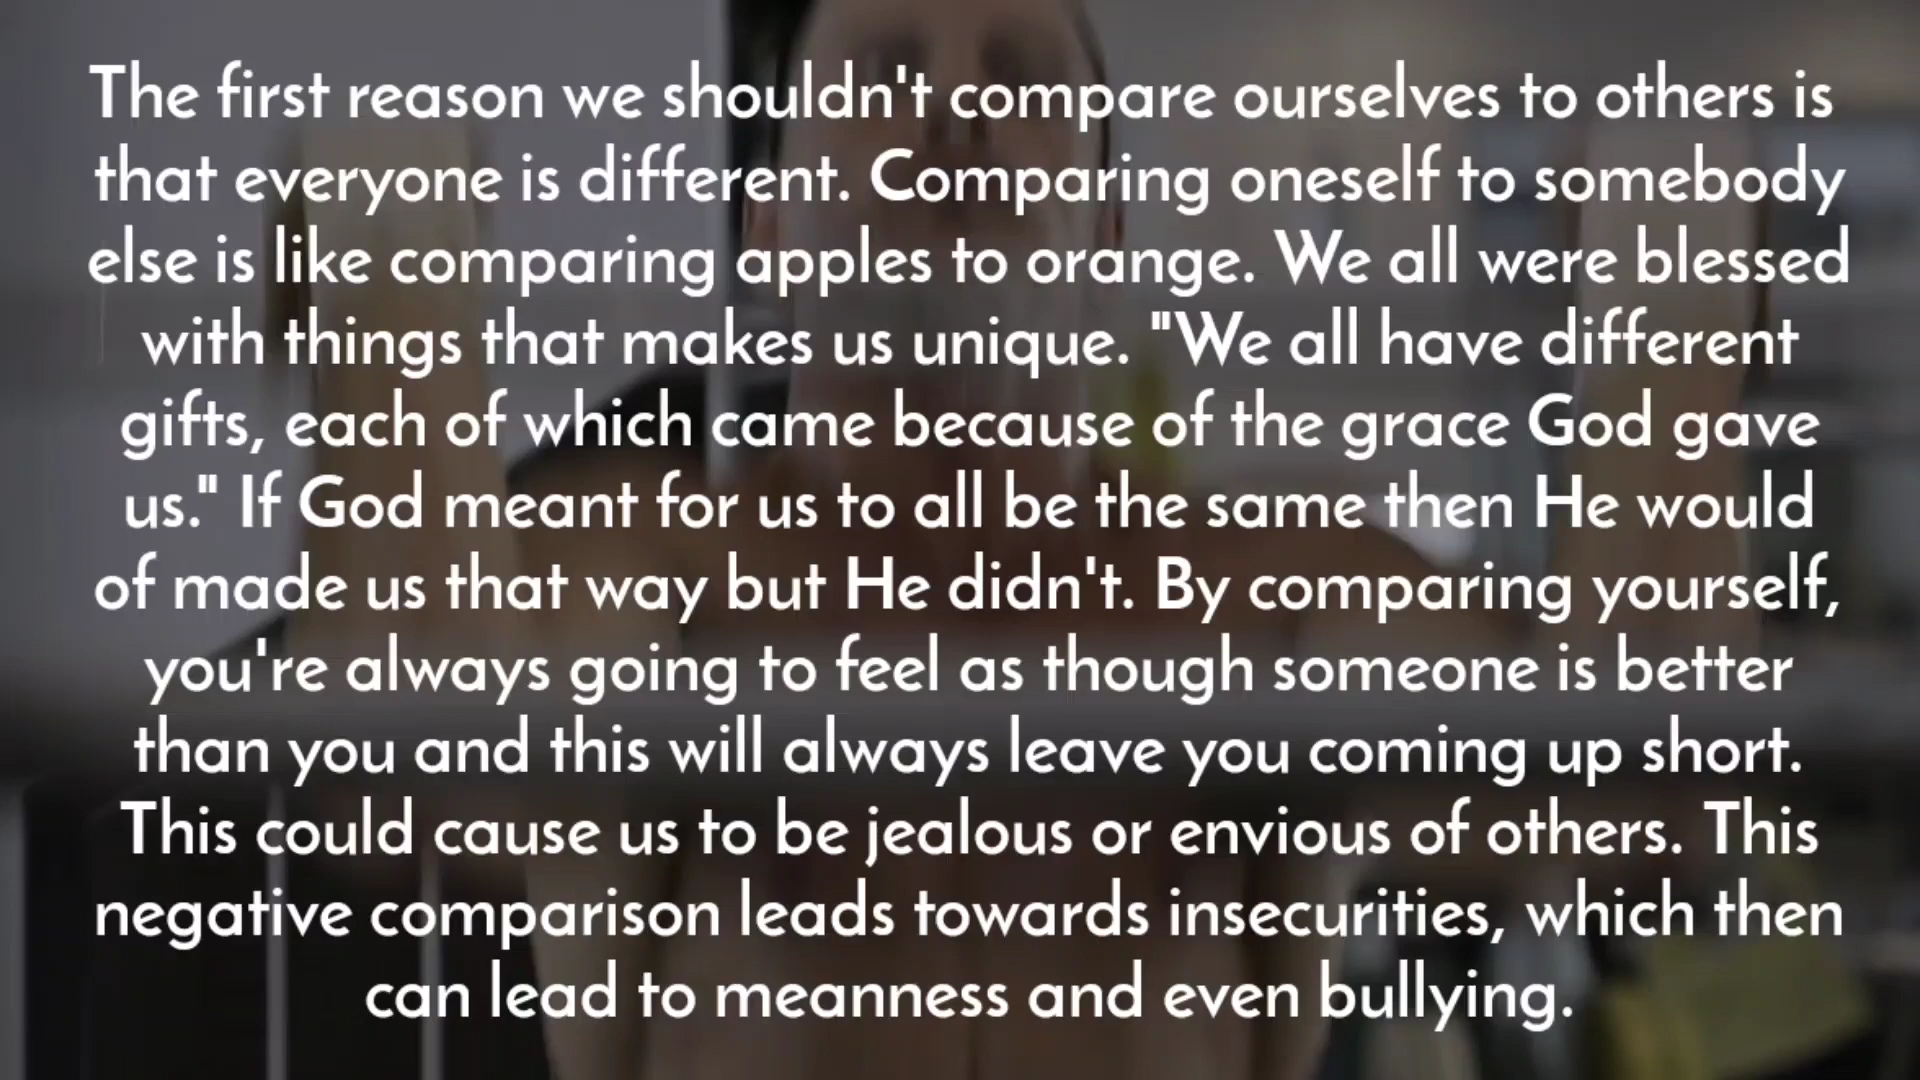 The first reason we shouldn't compare ourselves to others is
that everyone is different. Comparing oneself to somebody
else is like comparing apples to orange. We all were blessed
with things that makes us unique. "We all have different
gifts, each of which came because of the grace God gave
us." If God meant for us to all be the same then He would
of made us that way but He didn't. By comparing yourself,
you're always going to feel as though someone is better
than you and this will always leave you coming up short.
This could cause us to be jealous or envious of others. This
negative comparison leads towards insecurities, which then
can lead to meanness and even bullying.